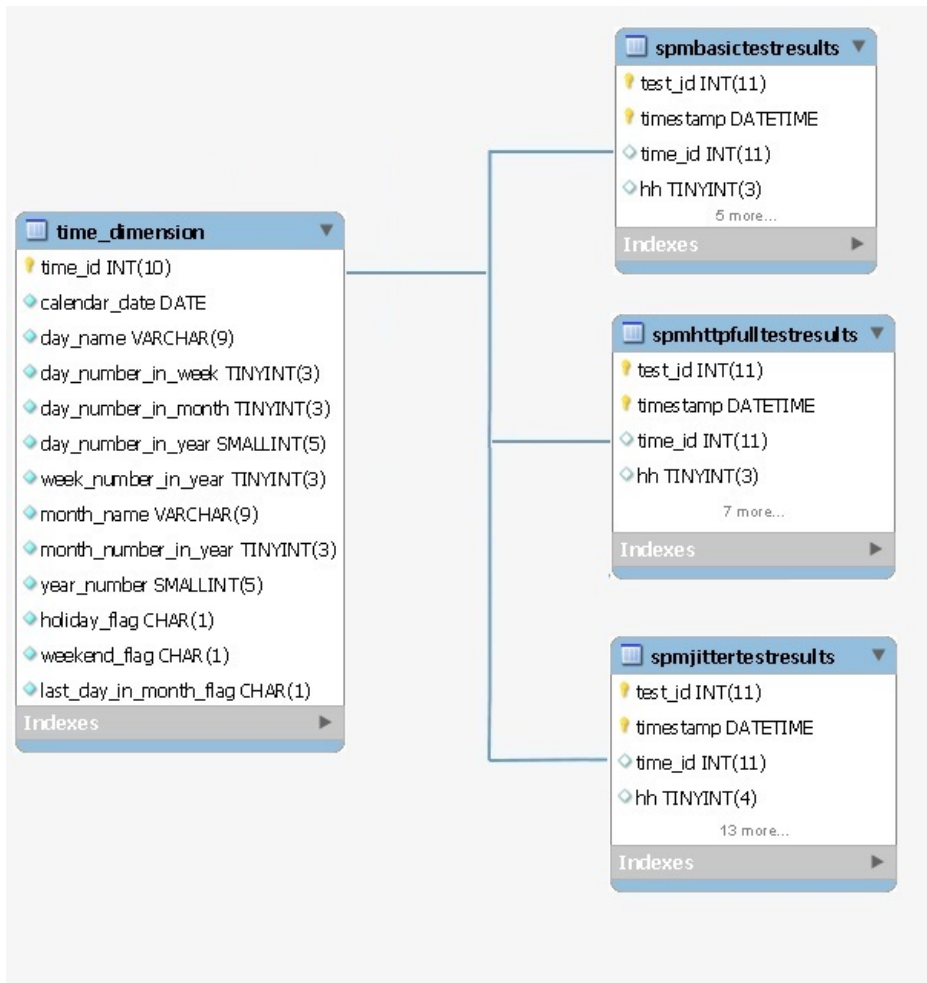 time_dimension
time_id INT(10)
calendar_date DATE
day_name VARCHAR(9)
day_number_in_week TINYINT(3)
day_number_in_month TINYINT(3)
day_number_in_year SMALLINT(5)
week_number_in_year TINYINT(3)
month_name VARCHAR(9)
month_number_in_year TINYINT(3)
year_number SMALLINT(5)
holiday_flag CHAR(1)
weekend_flag CHAR(1)
last_day_in_month_flag CHAR(1)
Indexes
spmbasictestresults
test_id INT(11)
timestamp DATETIME
time_id INT(11)
hh TINYINT(3)
5 more...
Indexes
spmhttpfulltestresults
test_id INT(11)
timestamp DATETIME
time_id INT(11)
hh TINYINT(3)
7 more...
Indexes
spmjittertestresults
test_id INT(11)
timestamp DATETIME
time_id INT(11)
hh TINYINT(4)
13 more...
Indexes